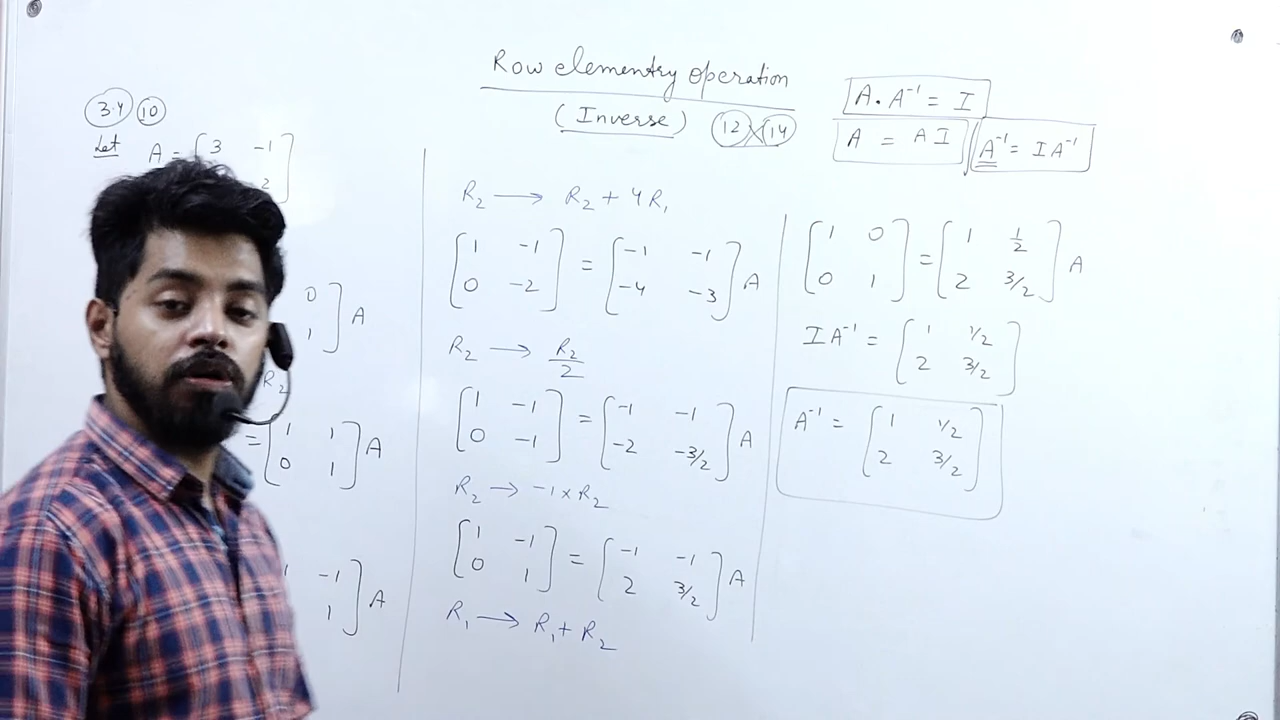 Row elementry operation
(Inverse) 12 14
A . A⁻¹ = I
A = A I
A⁻¹ = I A⁻¹
3.4 10
Let A = [ 3 -1
2 ]
0
1 ] A
R₂
= [ 1 1
0 1 ] A
-1
1 ] A
R₂ → R₂ + 4R₁
[ 1 -1 ] = [ -1 -1 ] A
[ 0 -2 ] [ -4 -3 ]
R₂ → R₂/2
[ 1 -1 ] = [ -1 -1 ] A
[ 0 -1 ] [ -2 -3/2 ]
R₂ → -1 × R₂
[ 1 -1 ] = [ -1 -1 ] A
[ 0 1 ] [ 2 3/2 ]
R₁ → R₁ + R₂
[ 1 0 ] = [ 1 1/2 ] A
[ 0 1 ] [ 2 3/2 ]
I A⁻¹ = [ 1 1/2 ]
[ 2 3/2 ]
A⁻¹ = [ 1 1/2 ]
[ 2 3/2 ]